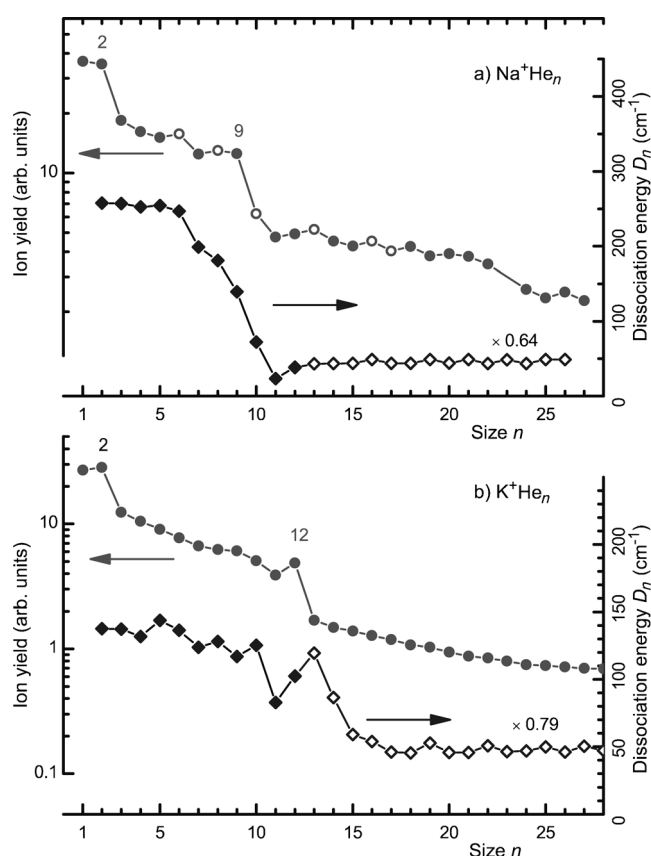 a) Na⁺Heₙ
2
9
Ion yield (arb. units)
10
Dissociation energy Dₙ (cm⁻¹)
400
300
200
100
0
× 0.64
1 5 10 15 20 25
Size n
b) K⁺Heₙ
2
12
Ion yield (arb. units)
10
1
0.1
Dissociation energy Dₙ (cm⁻¹)
200
150
100
50
0
× 0.79
1 5 10 15 20 25
Size n